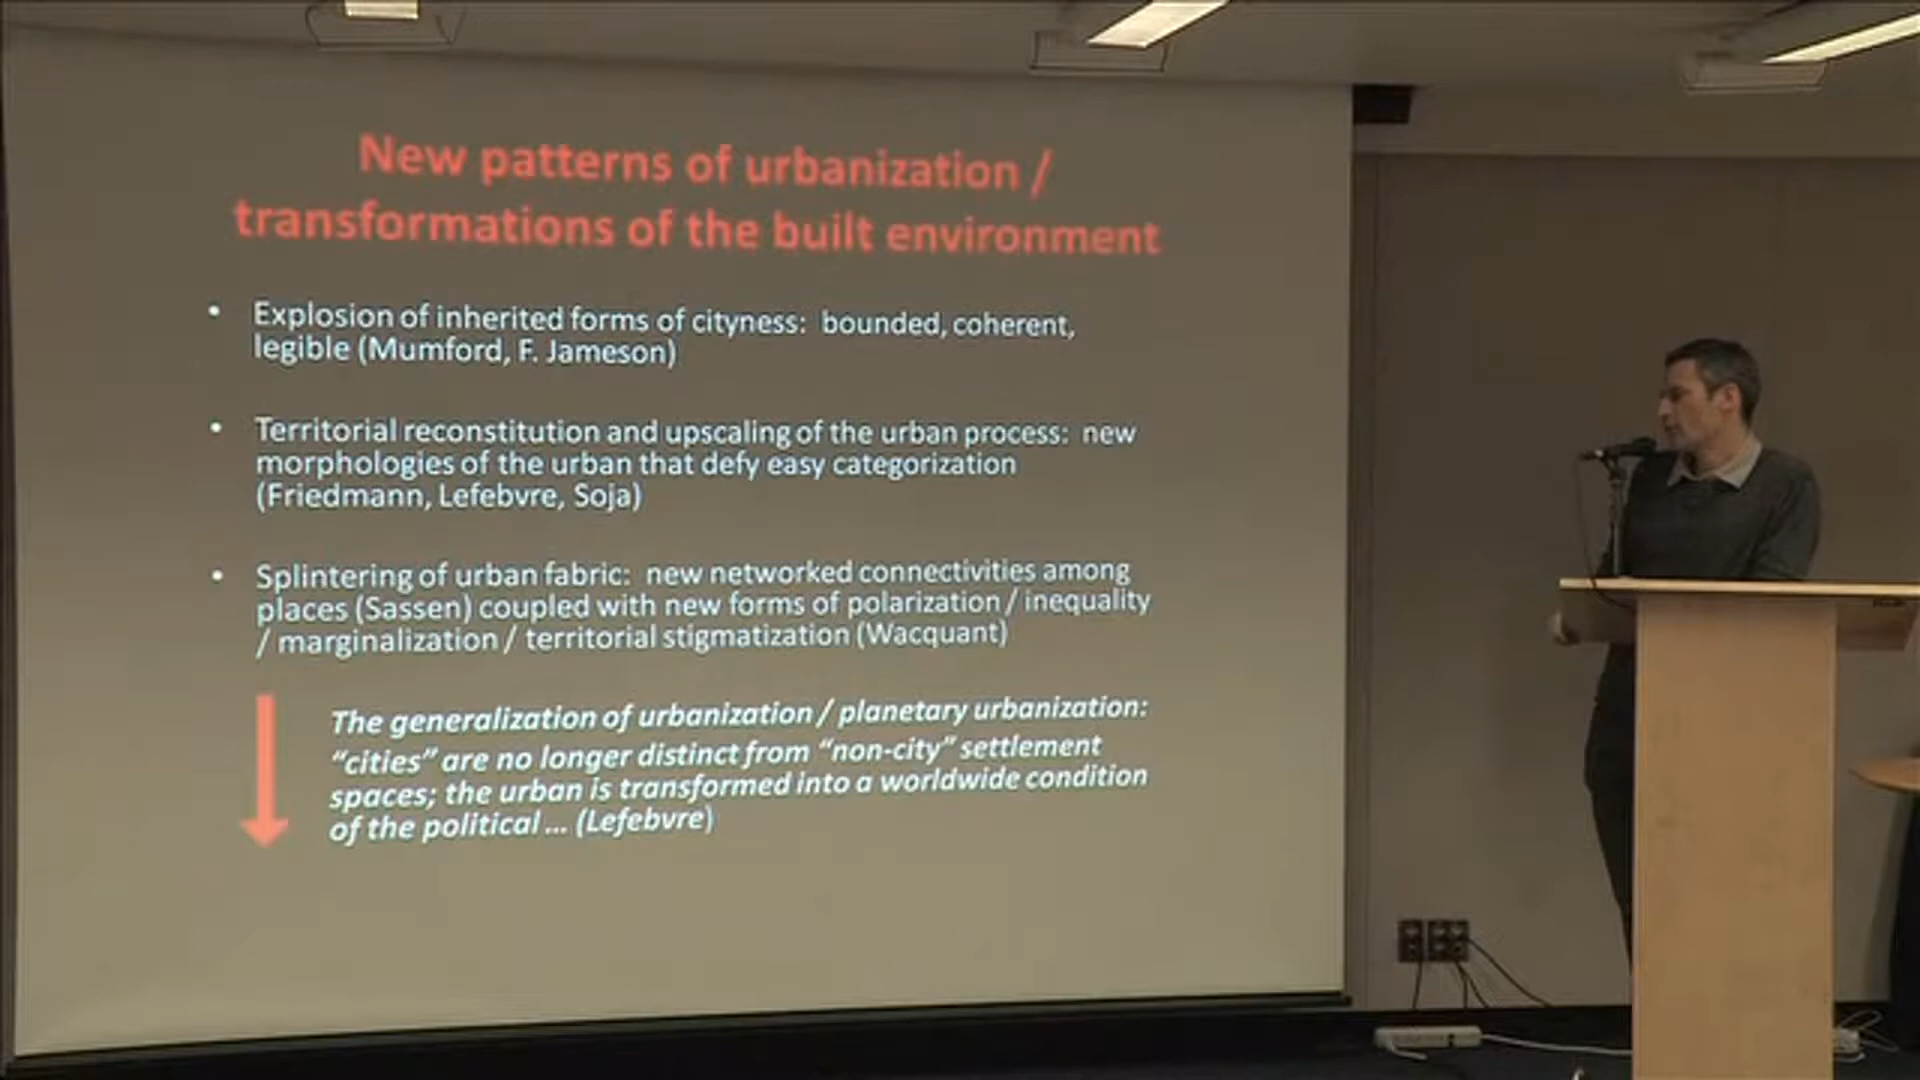 New patterns of urbanization /
transformations of the built environment
• Explosion of inherited forms of cityness: bounded, coherent,
legible (Mumford, F. Jameson)
• Territorial reconstitution and upscaling of the urban process: new
morphologies of the urban that defy easy categorization
(Friedmann, Lefebvre, Soja)
• Splintering of urban fabric: new networked connectivities among
places (Sassen) coupled with new forms of polarization / inequality
/ marginalization / territorial stigmatization (Wacquant)
The generalization of urbanization / planetary urbanization:
“cities” are no longer distinct from “non-city” settlement
spaces; the urban is transformed into a worldwide condition
of the political ... (Lefebvre)